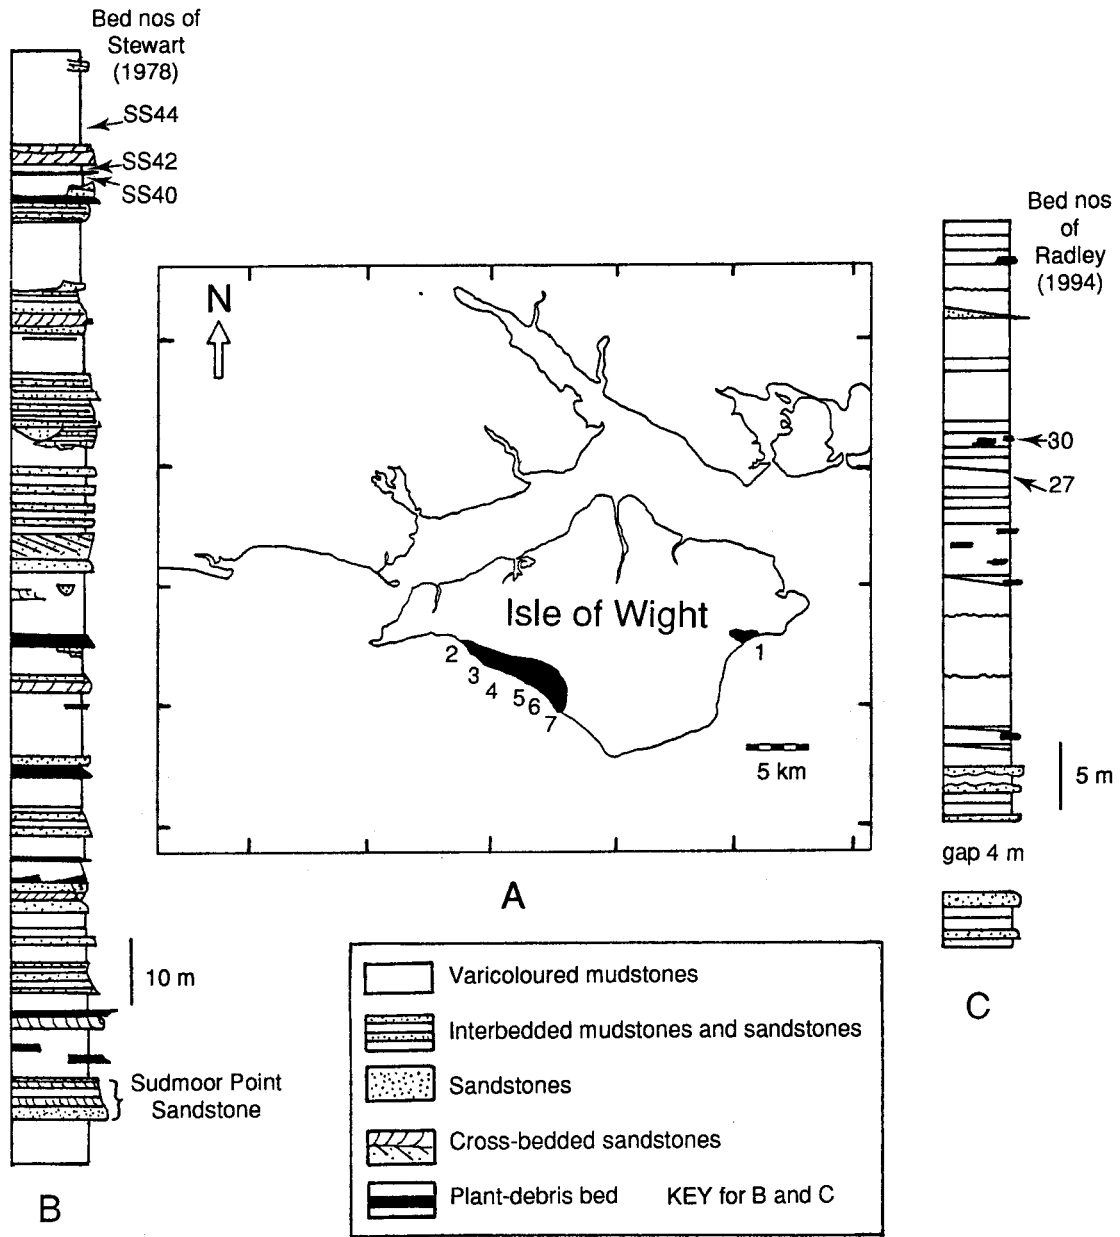 Bed nos of
Stewart
(1978)
SS44
SS42
SS40
10 m
Sudmoor Point
Sandstone
B
N
Isle of Wight
1
2
3
4
5
6
7
5 km
A
Varicoloured mudstones
Interbedded mudstones and sandstones
Sandstones
Cross-bedded sandstones
Plant-debris bed KEY for B and C
Bed nos
of
Radley
(1994)
30
27
5 m
gap 4 m
C